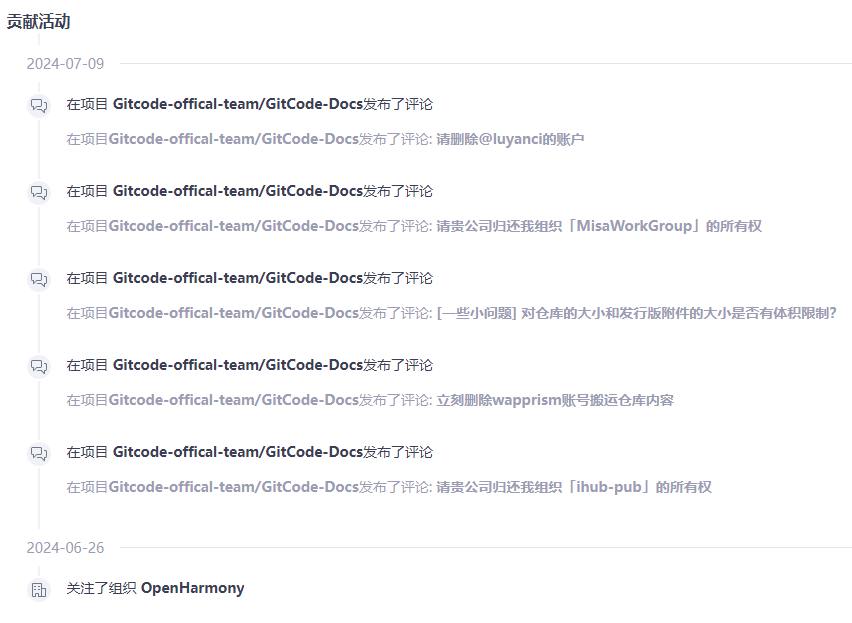 贡献活动
2024-07-09
在项目 Gitcode-offical-team/GitCode-Docs发布了评论
在项目Gitcode-offical-team/GitCode-Docs发布了评论: 请删除@luyanci的账户
在项目 Gitcode-offical-team/GitCode-Docs发布了评论
在项目Gitcode-offical-team/GitCode-Docs发布了评论: 请贵公司归还我组织「MisaWorkGroup」的所有权
在项目 Gitcode-offical-team/GitCode-Docs发布了评论
在项目Gitcode-offical-team/GitCode-Docs发布了评论: [一些小问题] 对仓库的大小和发行版附件的大小是否有体积限制?
在项目 Gitcode-offical-team/GitCode-Docs发布了评论
在项目Gitcode-offical-team/GitCode-Docs发布了评论: 立刻删除wapprism账号搬运仓库内容
在项目 Gitcode-offical-team/GitCode-Docs发布了评论
在项目Gitcode-offical-team/GitCode-Docs发布了评论: 请贵公司归还我组织「ihub-pub」的所有权
2024-06-26
关注了组织 OpenHarmony